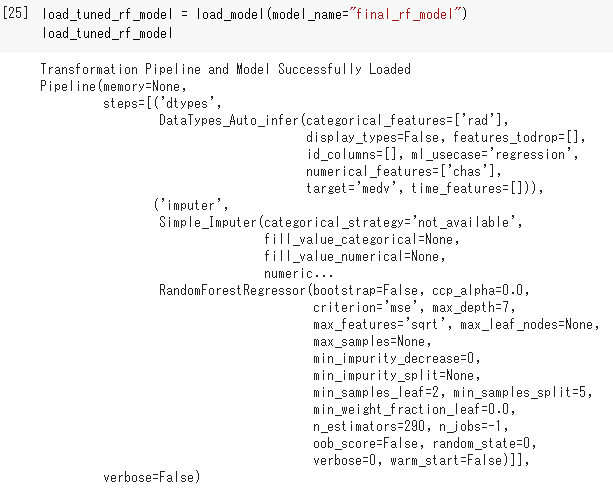 [25] load_tuned_rf_model = load_model(model_name="final_rf_model")
load_tuned_rf_model
Transformation Pipeline and Model Successfully Loaded
Pipeline(memory=None,
steps=[('dtypes',
DataTypes_Auto_infer(categorical_features=['rad'],
display_types=False, features_todrop=[],
id_columns=[], ml_usecase='regression',
numerical_features=['chas'],
target='medv', time_features=[])),
('imputer',
Simple_Imputer(categorical_strategy='not_available',
fill_value_categorical=None,
fill_value_numerical=None,
numeric...
RandomForestRegressor(bootstrap=False, ccp_alpha=0.0,
criterion='mse', max_depth=7,
max_features='sqrt', max_leaf_nodes=None,
max_samples=None,
min_impurity_decrease=0,
min_impurity_split=None,
min_samples_leaf=2, min_samples_split=5,
min_weight_fraction_leaf=0.0,
n_estimators=290, n_jobs=-1,
oob_score=False, random_state=0,
verbose=0, warm_start=False)]],
verbose=False)